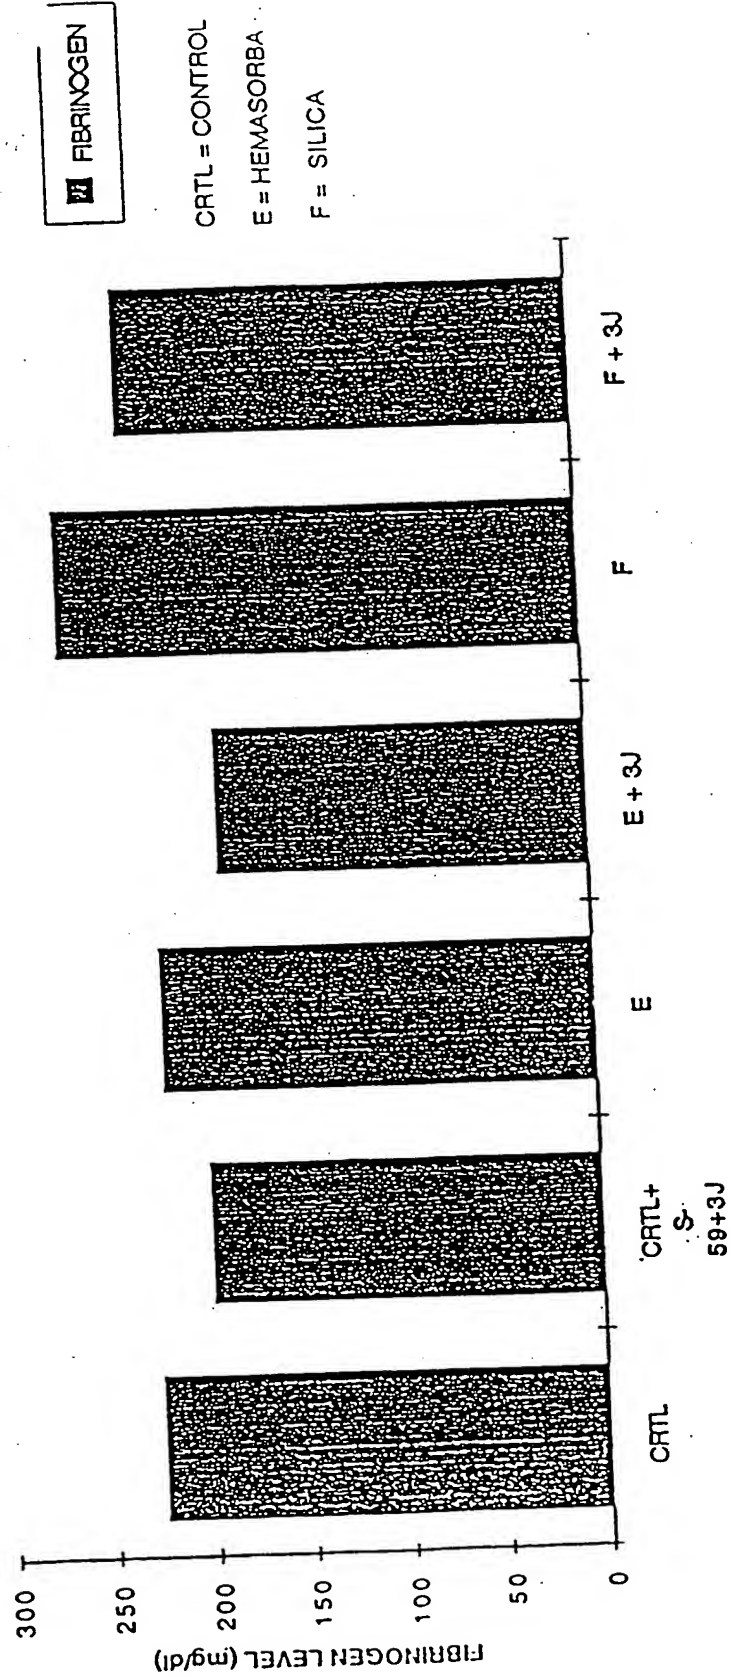 FIBRINOGEN
CRTL = CONTROL
E = HEMASORBA
F = SILICA
FIBRINOGEN LEVEL (mg/dl)
300
250
200
150
100
50
0
CRTL
CRTL+
S-
59+3J
E
E + 3J
F
F + 3J